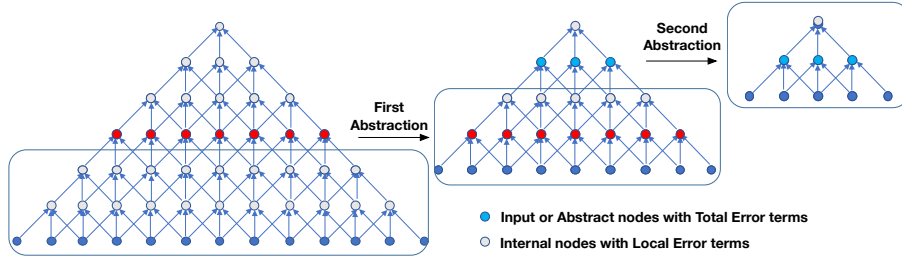 First
Abstraction
Second
Abstraction
Input or Abstract nodes with Total Error terms
Internal nodes with Local Error terms